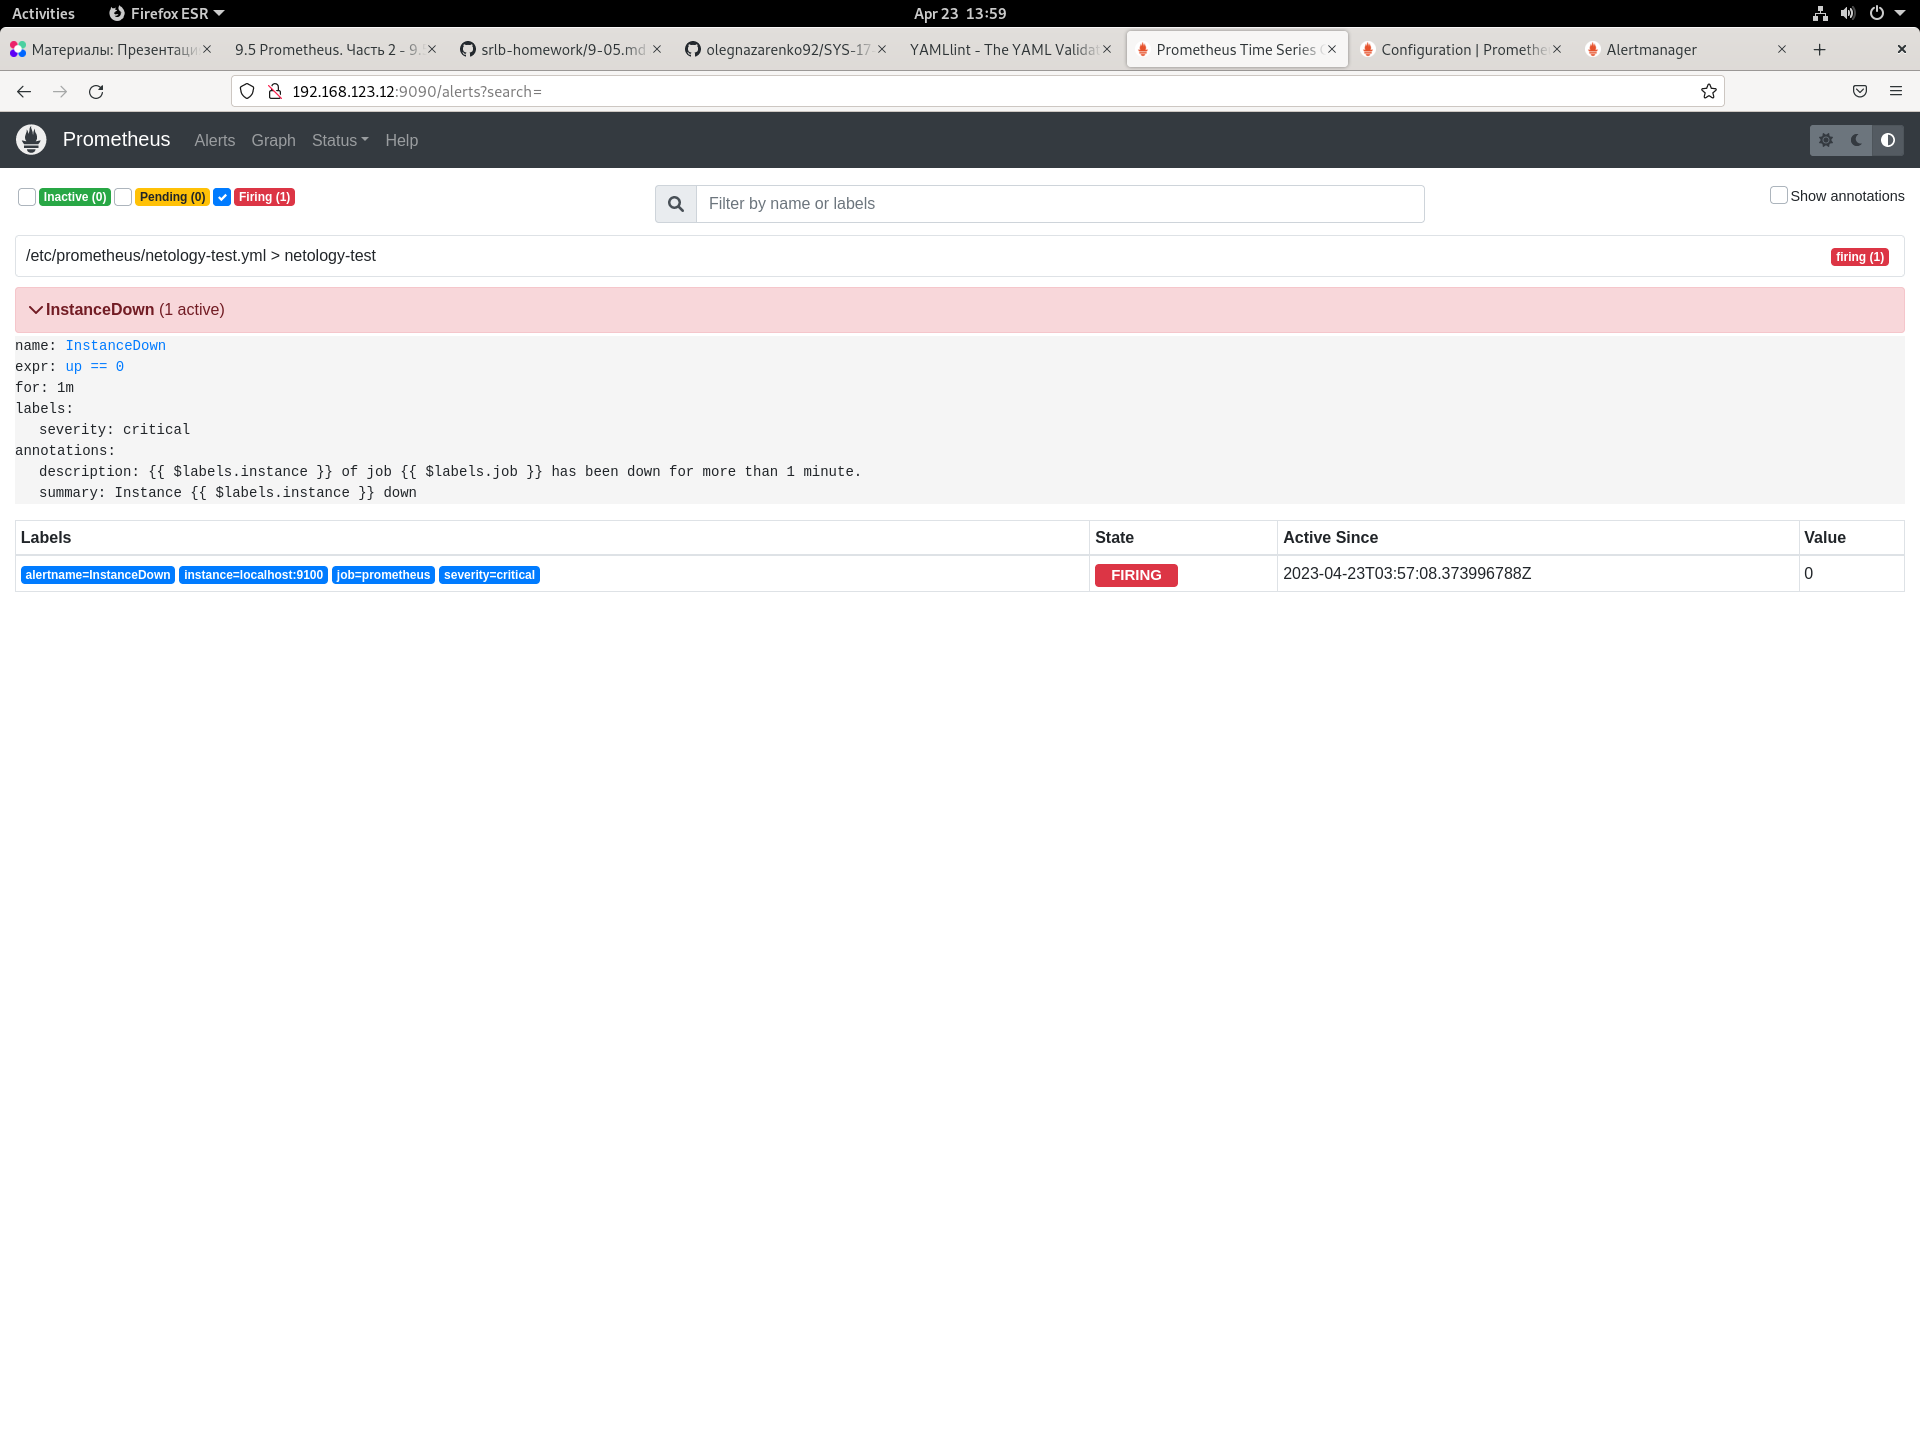 Activities Firefox ESR Apr 23 13:59
Материалы: Презентаци 9.5 Prometheus. Часть 2 - 9. srlb-homework/9-05.md olegnazarenko92/SYS-17 YAMLlint - The YAML Validat Prometheus Time Series Configuration | Promethe Alertmanager
192.168.123.12:9090/alerts?search=
Prometheus Alerts Graph Status Help
Inactive (0) Pending (0) Firing (1) Filter by name or labels Show annotations
/etc/prometheus/netology-test.yml > netology-test firing (1)
InstanceDown (1 active)
name: InstanceDown
expr: up == 0
for: 1m
labels:
severity: critical
annotations:
description: {{ $labels.instance }} of job {{ $labels.job }} has been down for more than 1 minute.
summary: Instance {{ $labels.instance }} down
Labels State Active Since Value
alertname=InstanceDown instance=localhost:9100 job=prometheus severity=critical FIRING 2023-04-23T03:57:08.373996788Z 0